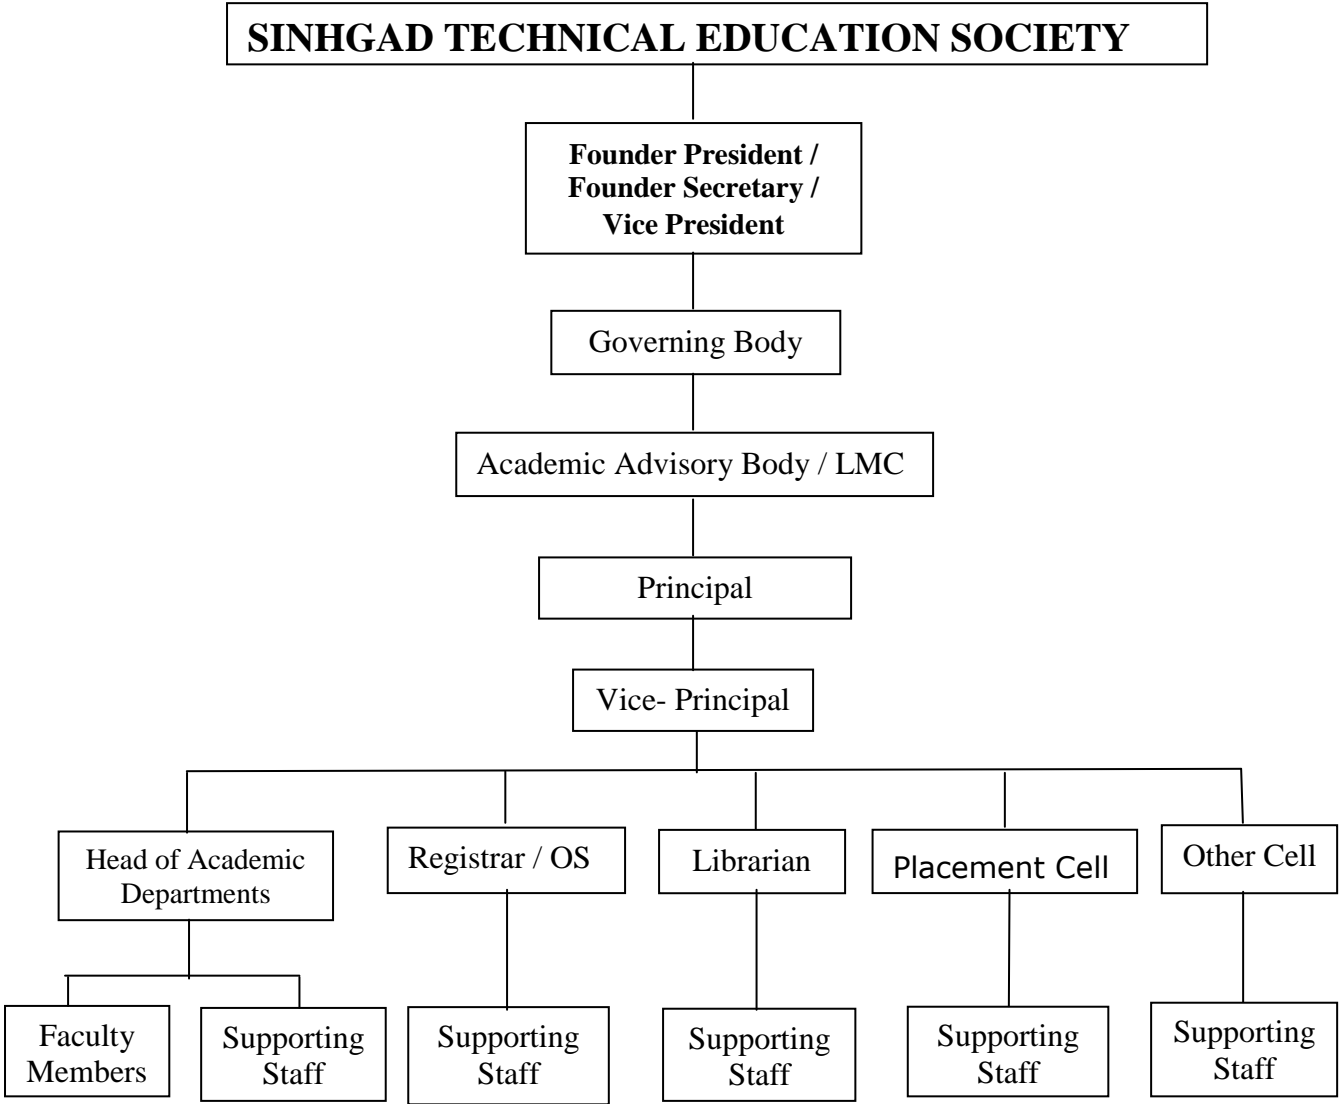 SINHGAD TECHNICAL EDUCATION SOCIETY
Founder President /
Founder Secretary /
Vice President
Governing Body
Academic Advisory Body / LMC
Principal
Vice- Principal
Head of Academic
Departments
Registrar / OS
Librarian
Placement Cell
Other Cell
Faculty
Members
Supporting
Staff
Supporting
Staff
Supporting
Staff
Supporting
Staff
Supporting
Staff